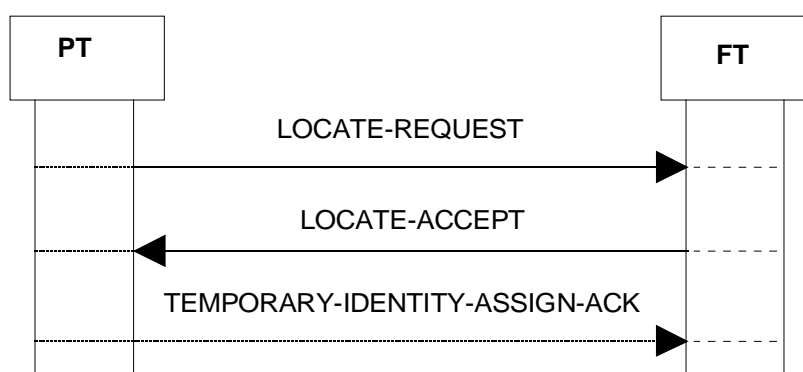 PT
FT
LOCATE-REQUEST
LOCATE-ACCEPT
TEMPORARY-IDENTITY-ASSIGN-ACK